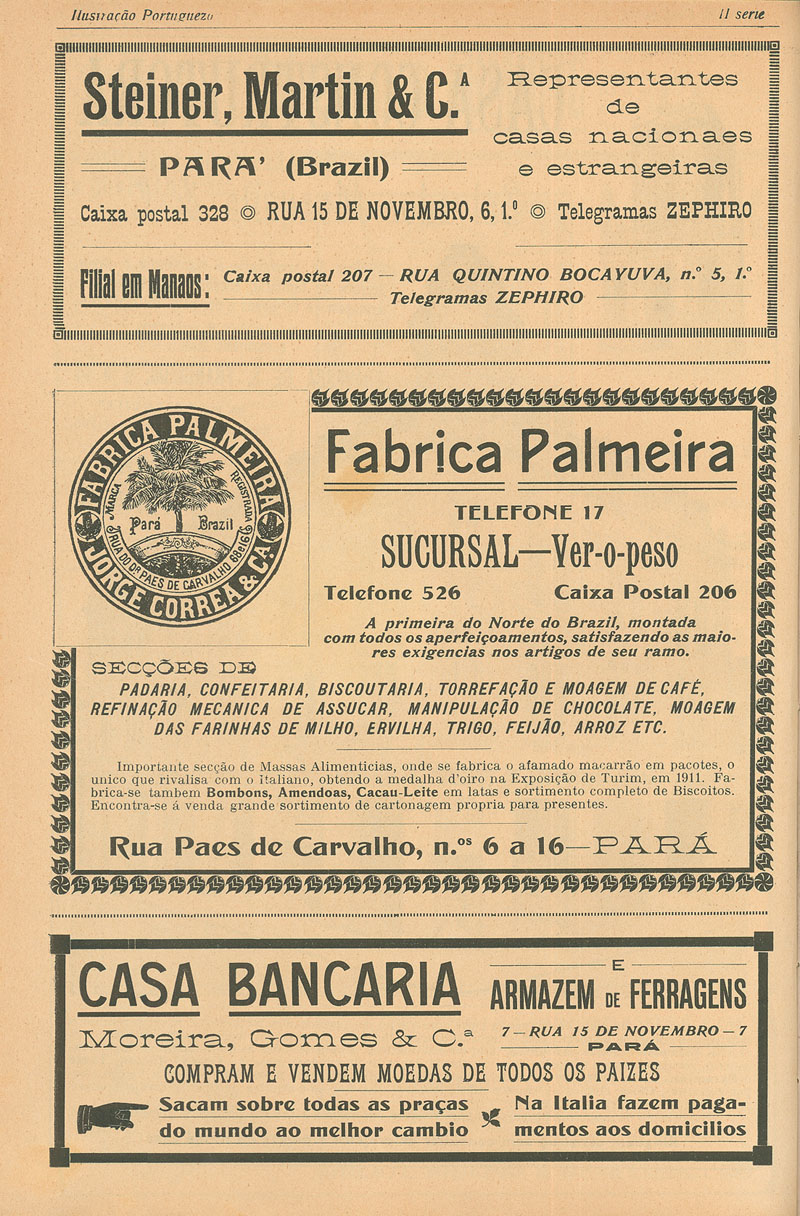 Ilustração Portugueza
II serie
Steiner, Martin & C.ᴬ
PARA' (Brazil)
Representantes
de
casas nacionaes
e estrangeiras
Caixa postal 328 ◎ RUA 15 DE NOVEMBRO, 6, 1.º ◎ Telegramas ZEPHIRO
Filial em Manaos:
Caixa postal 207 — RUA QUINTINO BOCAYUVA, n.º 5, 1.º
Telegramas ZEPHIRO
FABRICA PALMEIRA
MARCA REGISTRADA
Pará Brazil
RUA DO DR PAES DE CARVALHO 6 e 16
JORGE CORREA & CA.
Fabrica Palmeira
TELEFONE 17
SUCURSAL—Ver-o-peso
Telefone 526 Caixa Postal 206
A primeira do Norte do Brazil, montada
com todos os aperfeiçoamentos, satisfazendo as maio-
res exigencias nos artigos de seu ramo.
SECÇÕES DE
PADARIA, CONFEITARIA, BISCOUTARIA, TORREFAÇÃO E MOAGEM DE CAFÉ,
REFINAÇÃO MECANICA DE ASSUCAR, MANIPULAÇÃO DE CHOCOLATE, MOAGEM
DAS FARINHAS DE MILHO, ERVILHA, TRIGO, FEIJÃO, ARROZ ETC.
Importante secção de Massas Alimenticias, onde se fabrica o afamado macarrão em pacotes, o
unico que rivalisa com o italiano, obtendo a medalha d'oiro na Exposição de Turim, em 1911. Fa-
brica-se tambem Bombons, Amendoas, Cacau-Leite em latas e sortimento completo de Biscoitos.
Encontra-se á venda grande sortimento de cartonagem propria para presentes.
Rua Paes de Carvalho, n.ºˢ 6 a 16—PARÁ
CASA BANCARIA
E
ARMAZEM DE FERRAGENS
Moreira, Gomes & C.ª
7 — RUA 15 DE NOVEMBRO — 7
PARÁ
COMPRAM E VENDEM MOEDAS DE TODOS OS PAIZES
Sacam sobre todas as praças
do mundo ao melhor cambio
Na Italia fazem paga-
mentos aos domicilios